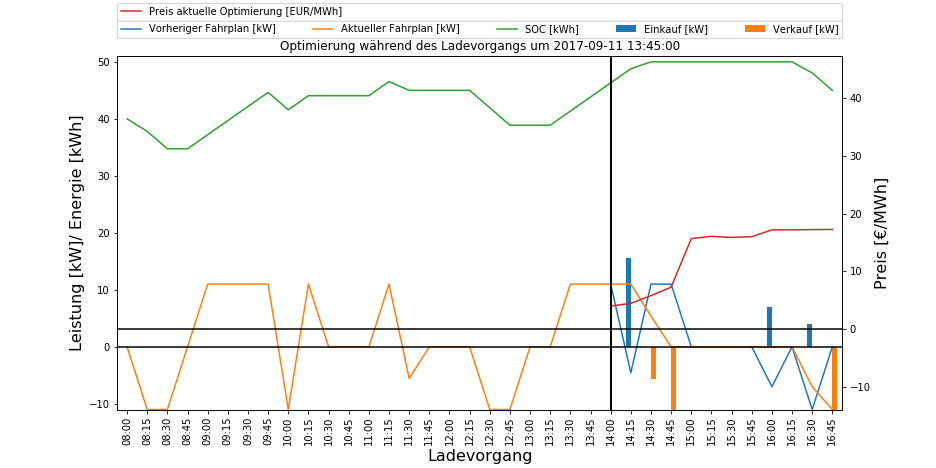 Preis aktuelle Optimierung [EUR/MWh]
Vorheriger Fahrplan [kW] Aktueller Fahrplan [kW] SOC [kWh] Einkauf [kW] Verkauf [kW]
Optimierung während des Ladevorgangs um 2017-09-11 13:45:00
50
40
30
20
10
0
−10
Leistung [kW]/ Energie [kWh]
40
30
20
10
0
−10
Preis [€/MWh]
08:00 08:15 08:30 08:45 09:00 09:15 09:30 09:45 10:00 10:15 10:30 10:45 11:00 11:15 11:30 11:45 12:00 12:15 12:30 12:45 13:00 13:15 13:30 13:45 14:00 14:15 14:30 14:45 15:00 15:15 15:30 15:45 16:00 16:15 16:30 16:45
Ladevorgang